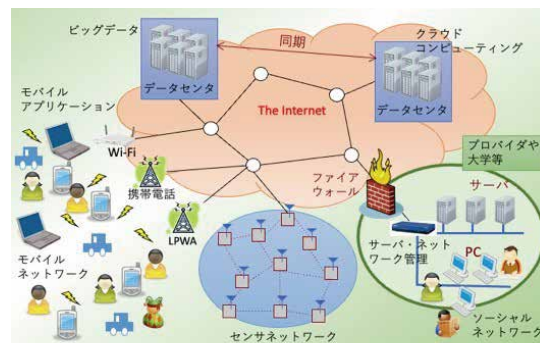 ビッグデータ
同期
クラウド
コンピューティング
データセンタ
データセンタ
The Internet
モバイル
アプリケーション
Wi-Fi
携帯電話
LPWA
ファイア
ウォール
プロバイダや
大学等
サーバ
サーバ・ネット
ワーク管理
PC
モバイル
ネットワーク
センサネットワーク
ソーシャル
ネットワーク